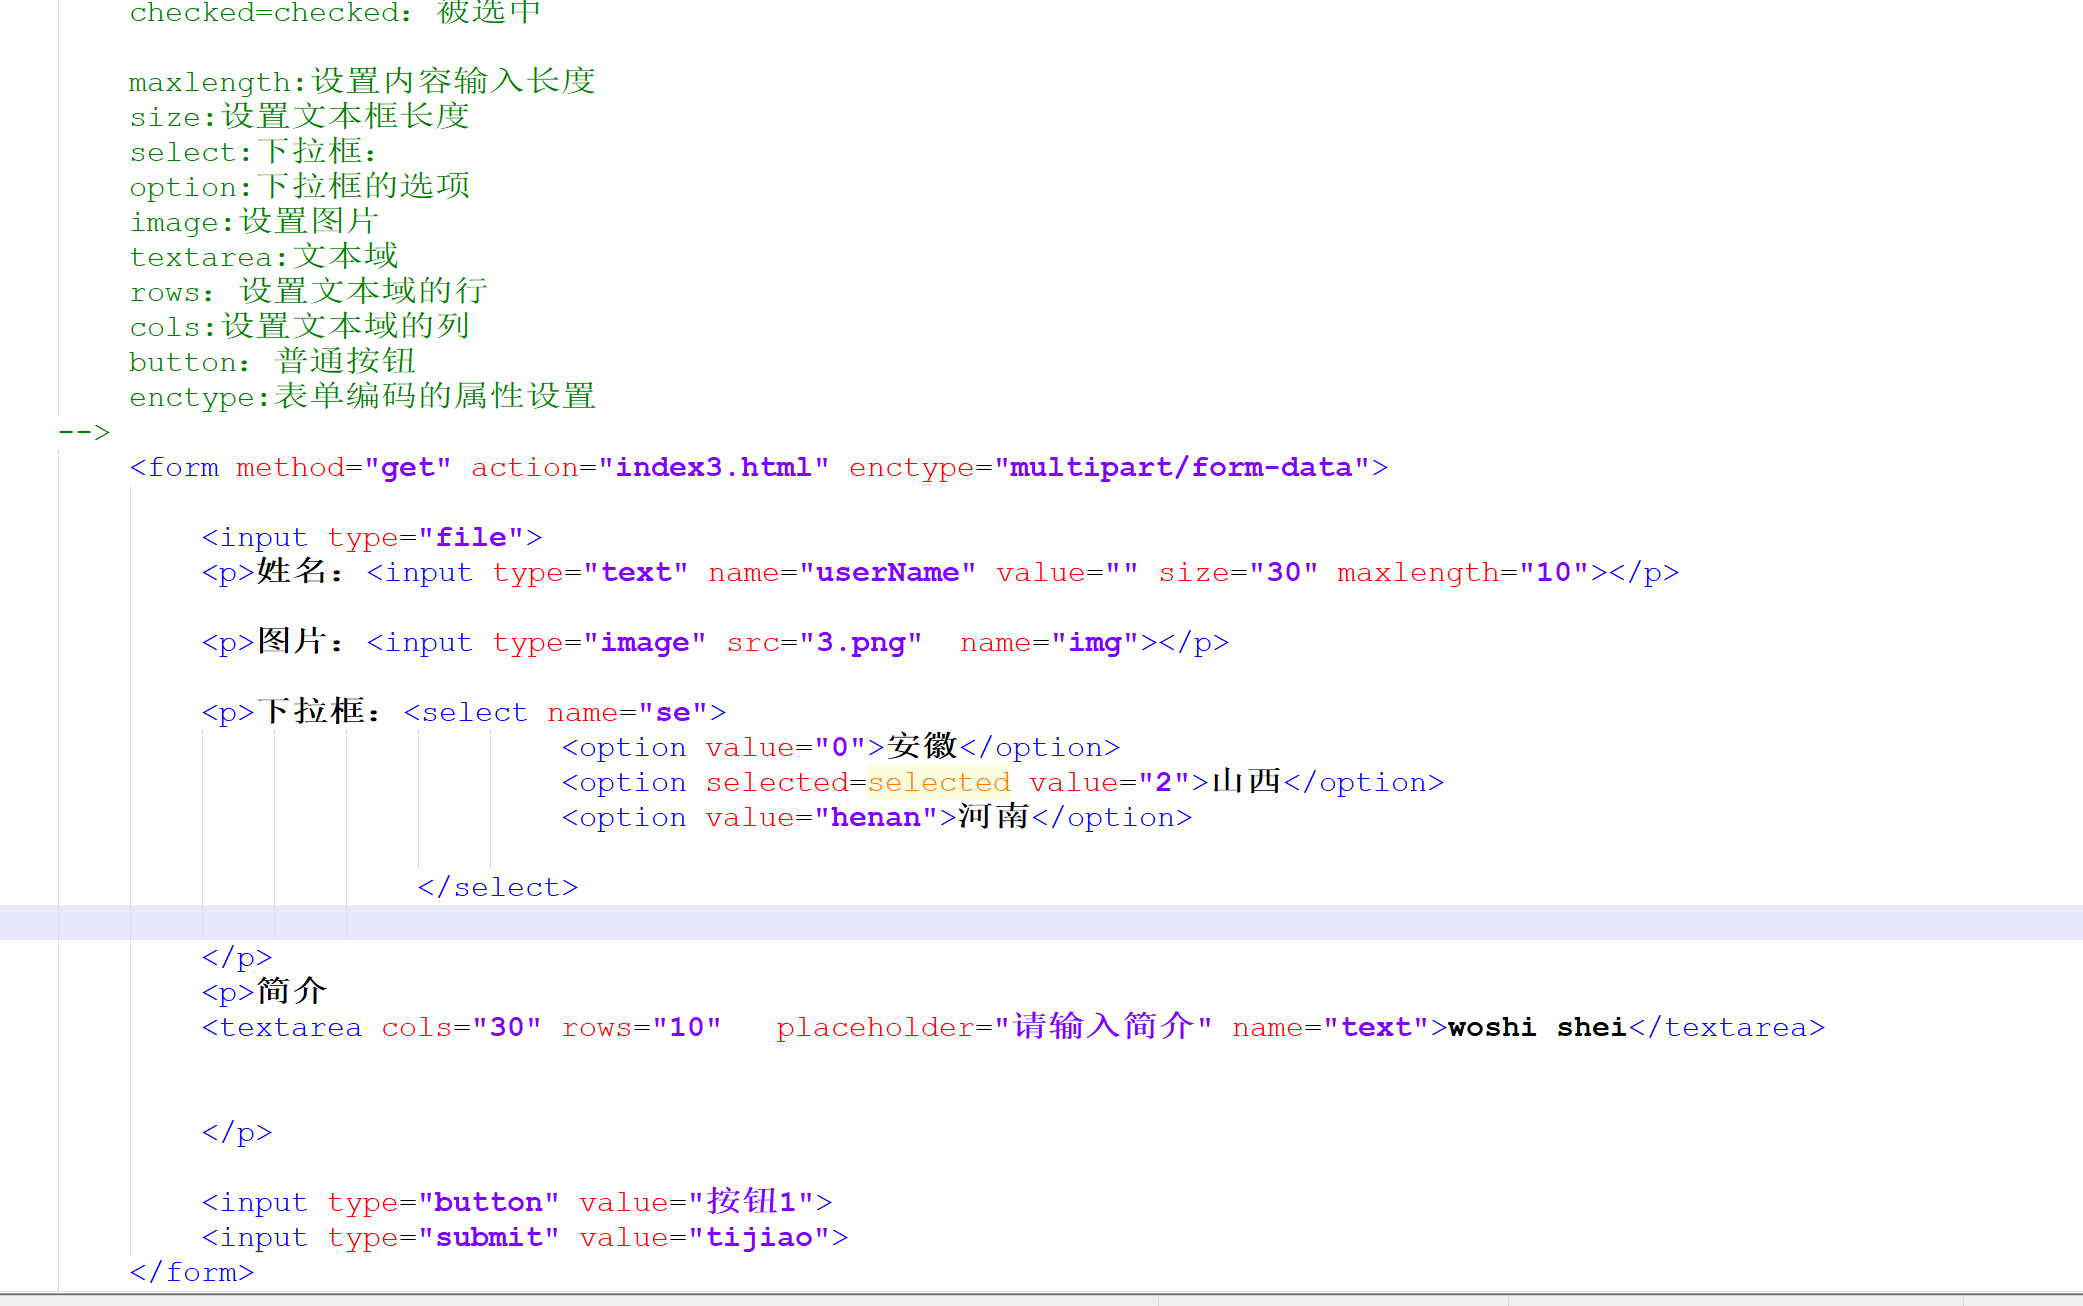 checked=checked：被选中
maxlength:设置内容输入长度
size:设置文本框长度
select:下拉框：
option:下拉框的选项
image:设置图片
textarea:文本域
rows：设置文本域的行
cols:设置文本域的列
button：普通按钮
enctype:表单编码的属性设置
-->
<form method="get" action="index3.html" enctype="multipart/form-data">
<input type="file">
<p>姓名：<input type="text" name="userName" value="" size="30" maxlength="10"></p>
<p>图片：<input type="image" src="3.png"  name="img"></p>
<p>下拉框：<select name="se">
<option value="0">安徽</option>
<option selected=selected value="2">山西</option>
<option value="henan">河南</option>
</select>
</p>
<p>简介
<textarea cols="30" rows="10"   placeholder="请输入简介" name="text">woshi shei</textarea>
</p>
<input type="button" value="按钮1">
<input type="submit" value="tijiao">
</form>